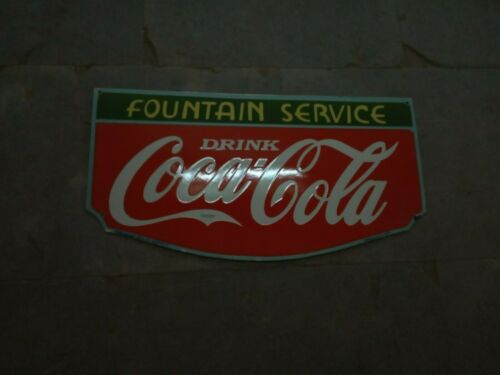 FOUNTAIN SERVICE
DRINK
Coca-Cola